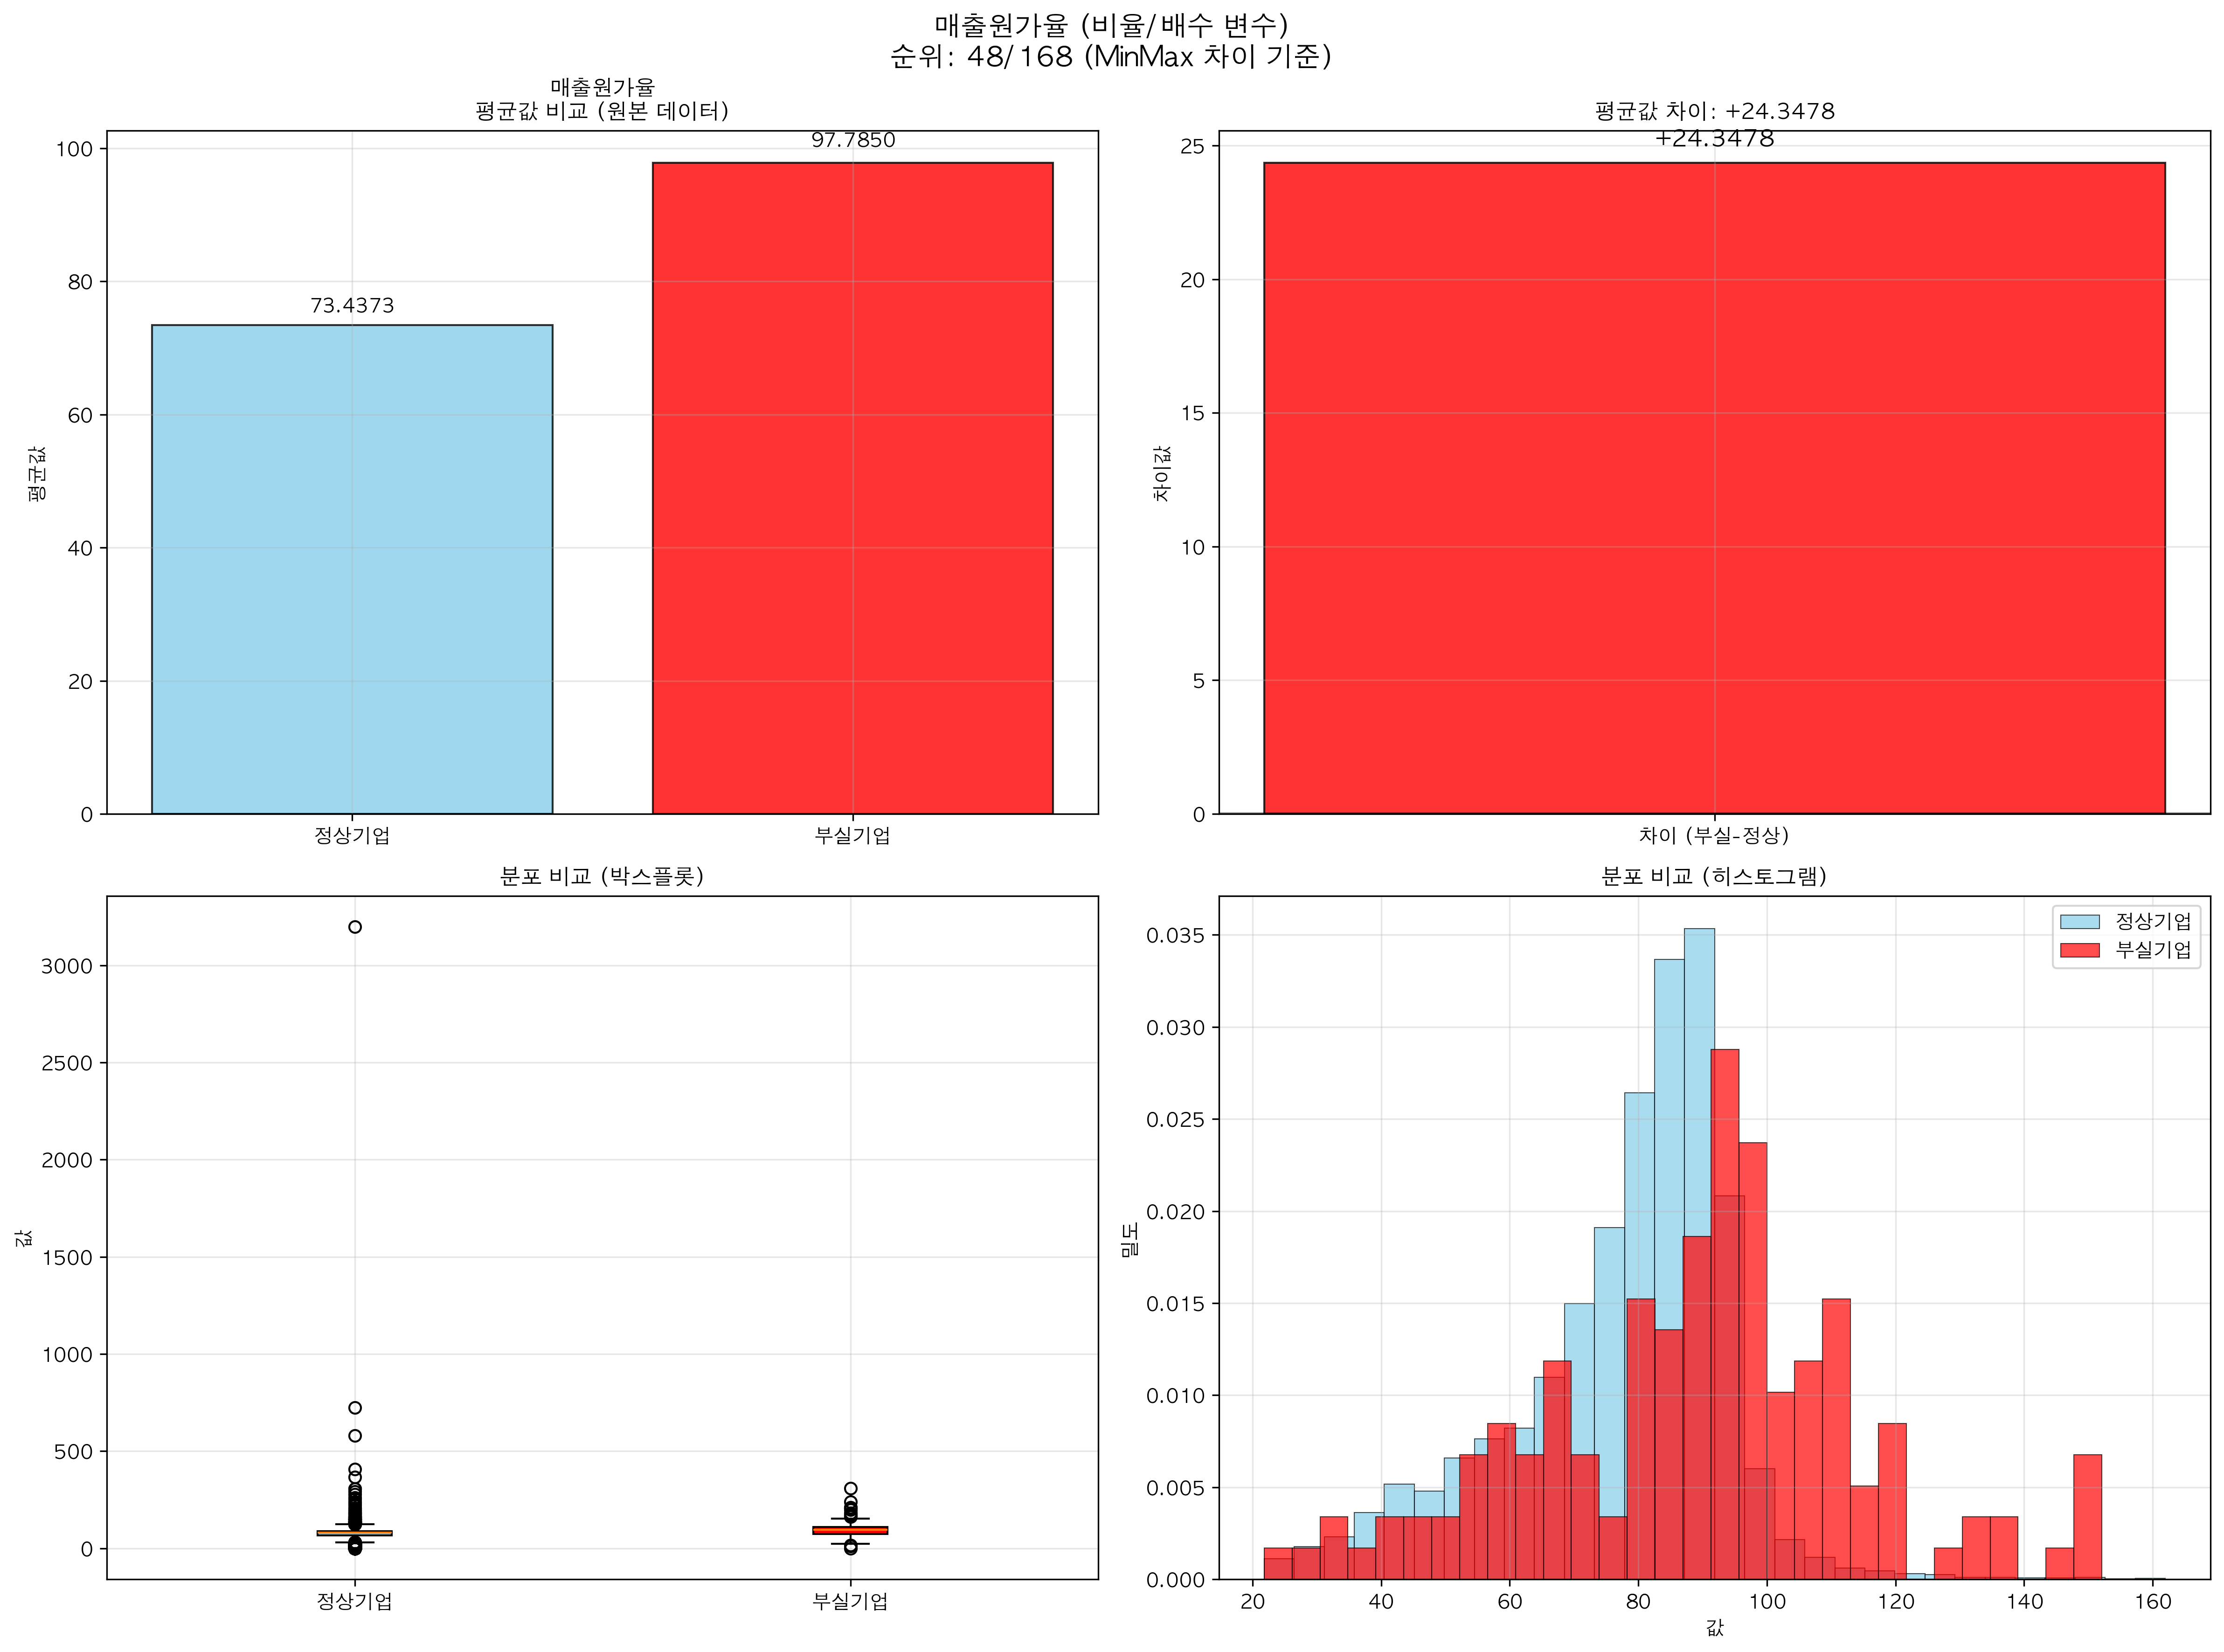 매출원가율 (비율/배수 변수)
순위: 48/168 (MinMax 차이 기준)
매출원가율
평균값 비교 (원본 데이터)
100
80
60
40
20
0
평균값
73.4373
97.7850
정상기업
부실기업
평균값 차이: +24.3478
+24.3478
25
20
15
10
5
0
차이값
차이 (부실-정상)
분포 비교 (박스플롯)
3000
2500
2000
1500
1000
500
0
값
정상기업
부실기업
분포 비교 (히스토그램)
정상기업
부실기업
0.035
0.030
0.025
0.020
0.015
0.010
0.005
0.000
밀도
20
40
60
80
100
120
140
160
값